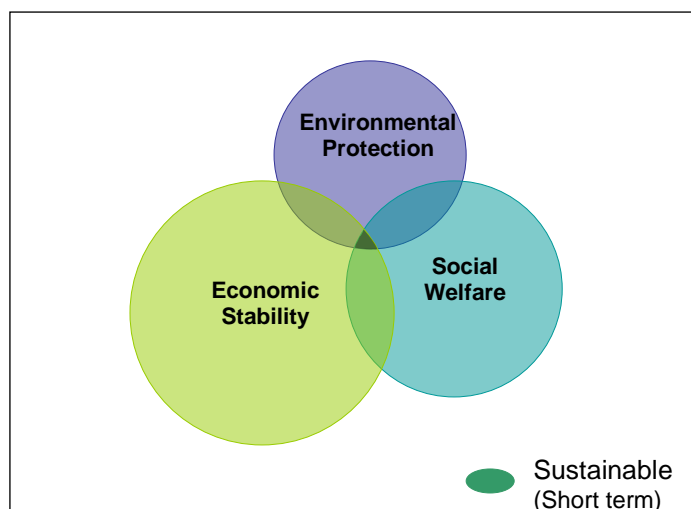 Environmental
Protection
Economic
Stability
Social
Welfare
Sustainable
(Short term)